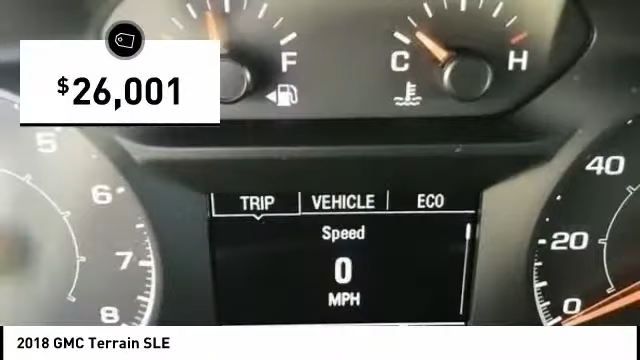 F
C
H
$26,001
5
6
7
8
TRIP
VEHICLE
ECO
Speed
0
MPH
40
20
0
2018 GMC Terrain SLE